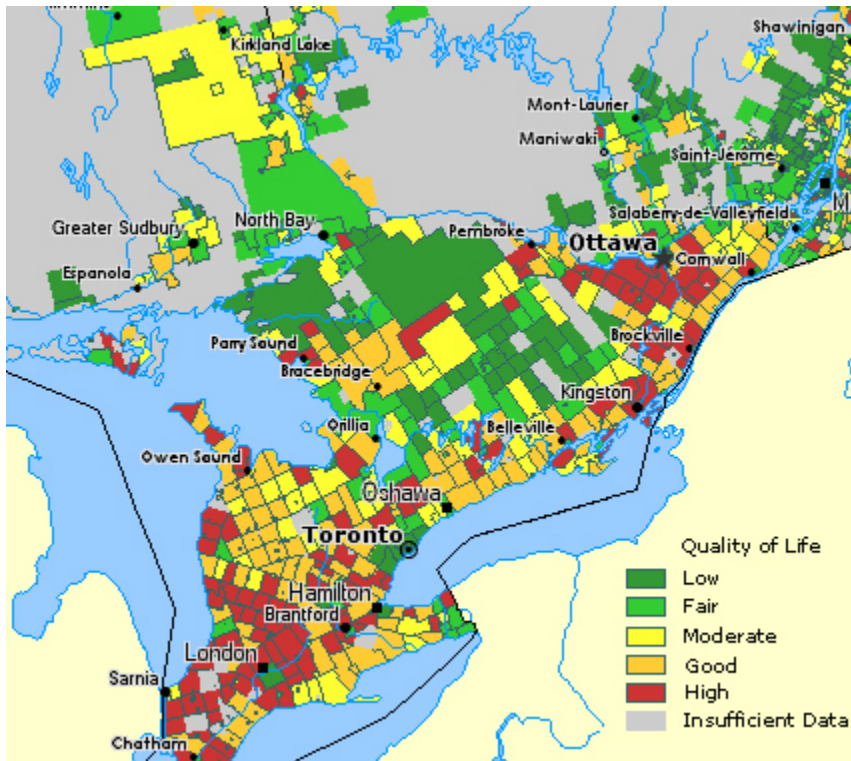 Kirkland Lake
Shawinigan
Mont-Laurier
Maniwaki
Saint-Jérôme
Greater Sudbury
North Bay
Salaberry-de-Valleyfield
Pembroke
Ottawa
Cornwall
Espanola
Parry Sound
Brockville
Bracebridge
Kingston
Orillia
Belleville
Owen Sound
Oshawa
Toronto
Quality of Life
Low
Fair
Moderate
Good
High
Insufficient Data
Hamilton
Brantford
London
Sarnia
Chatham